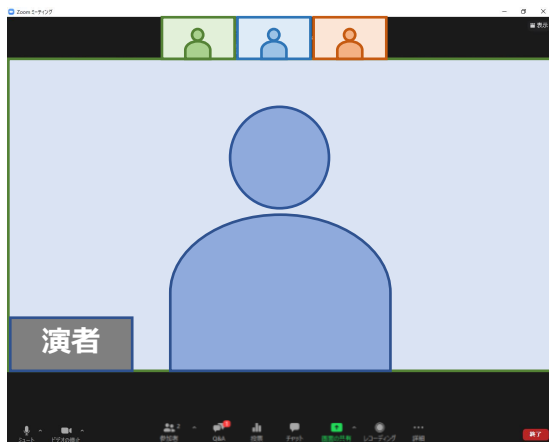 Zoom ミーティング
表示
演者
2
ミュート
ビデオの停止
参加者
Q&A
投票
チャット
画面の共有
レコーディング
詳細
終了